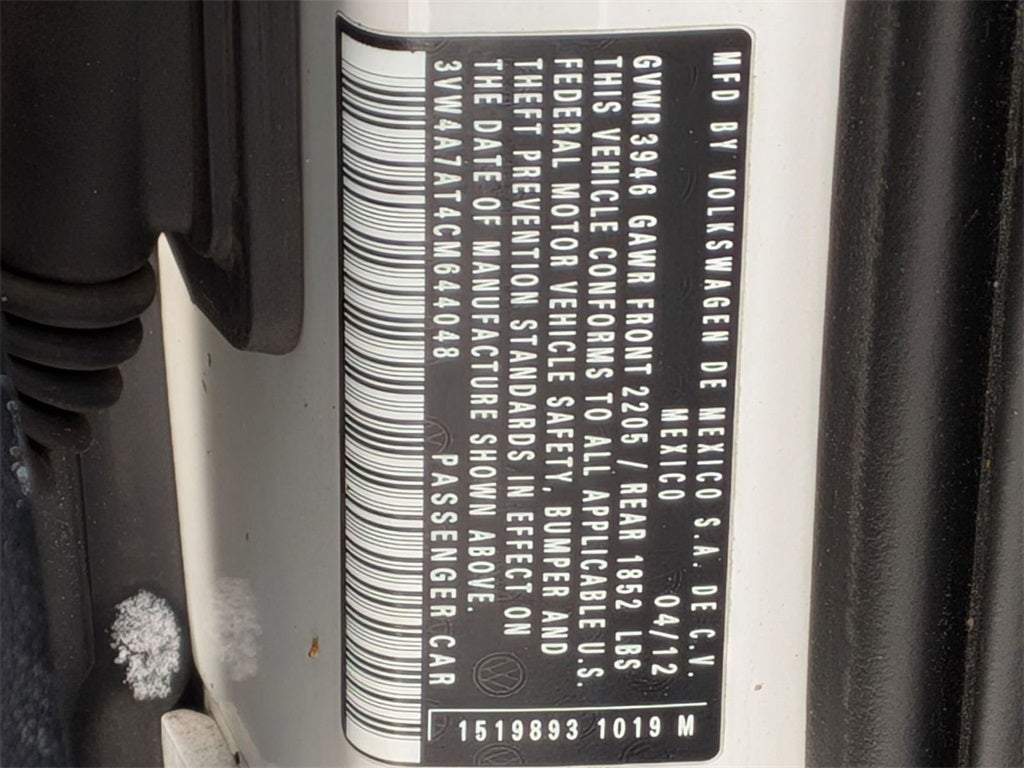 MFD BY VOLKSWAGEN DE MEXICO S.A. DE C.V.
MEXICO 04/12
GVWR 3946 GAWR FRONT 2205 / REAR 1852 LBS
THIS VEHICLE CONFORMS TO ALL APPLICABLE U.S.
FEDERAL MOTOR VEHICLE SAFETY, BUMPER AND
THEFT PREVENTION STANDARDS IN EFFECT ON
THE DATE OF MANUFACTURE SHOWN ABOVE.
3VW4A7AT4CM644048 PASSENGER CAR
1519893 1019 M